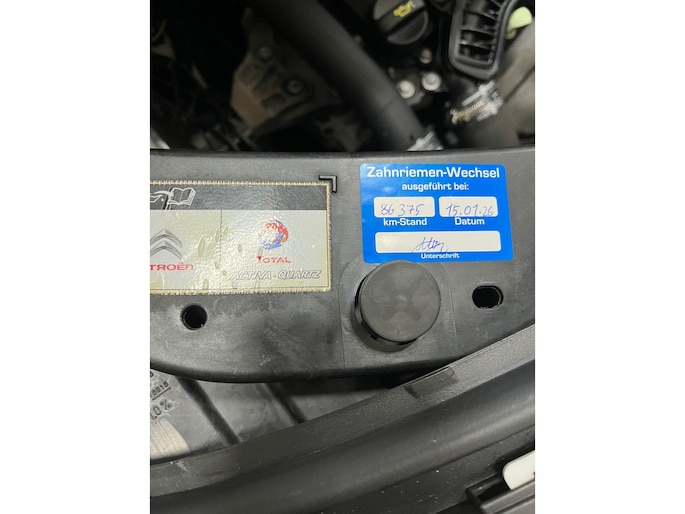 Zahnriemen-Wechsel
ausgeführt bei:
86 375 15.01.26
km-Stand Datum
Unterschrift
CITROËN
TOTAL
ACTIVA - QUARTZ